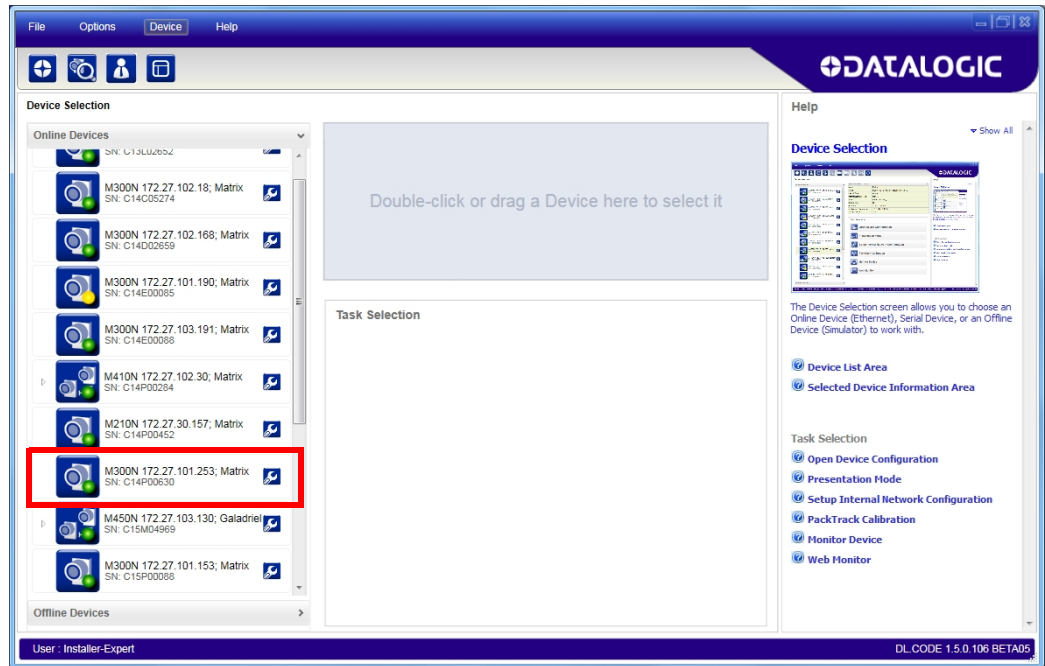 File Options Device Help
DATALOGIC
Device Selection
Online Devices
SN: C13L02652
M300N 172.27.102.18; Matrix
SN: C14C05274
M300N 172.27.102.168; Matrix
SN: C14D02659
M300N 172.27.101.190; Matrix
SN: C14E00085
M300N 172.27.103.191; Matrix
SN: C14E00088
M410N 172.27.102.30; Matrix
SN: C14P00284
M210N 172.27.30.157; Matrix
SN: C14P00452
M300N 172.27.101.253; Matrix
SN: C14P00630
M450N 172.27.103.130; Galadriel
SN: C15M04969
M300N 172.27.101.153; Matrix
SN: C15P00088
Offline Devices
Double-click or drag a Device here to select it
Task Selection
Help
Show All
Device Selection
The Device Selection screen allows you to choose an
Online Device (Ethernet), Serial Device, or an Offline
Device (Simulator) to work with.
Device List Area
Selected Device Information Area
Task Selection
Open Device Configuration
Presentation Mode
Setup Internal Network Configuration
PackTrack Calibration
Monitor Device
Web Monitor
User : Installer-Expert
DL.CODE 1.5.0.106 BETA05